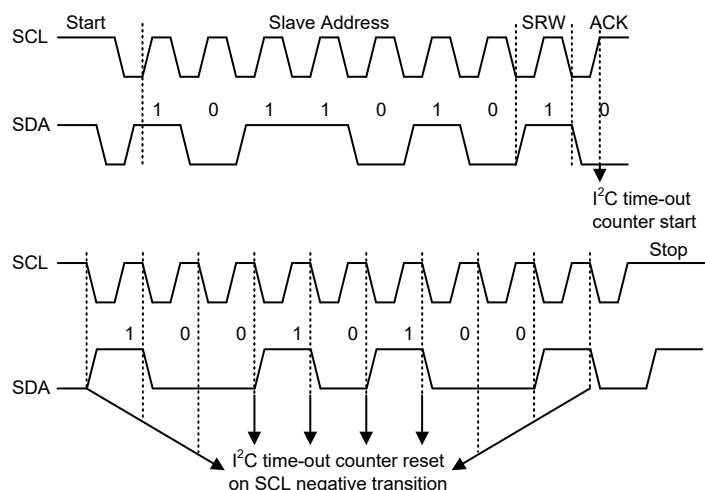 Start Slave Address SRW ACK
SCL
1 0 1 1 0 1 0 1 0
SDA
I²C time-out
counter start
Stop
SCL
1 0 0 1 0 1 0 0
SDA
I²C time-out counter reset
on SCL negative transition